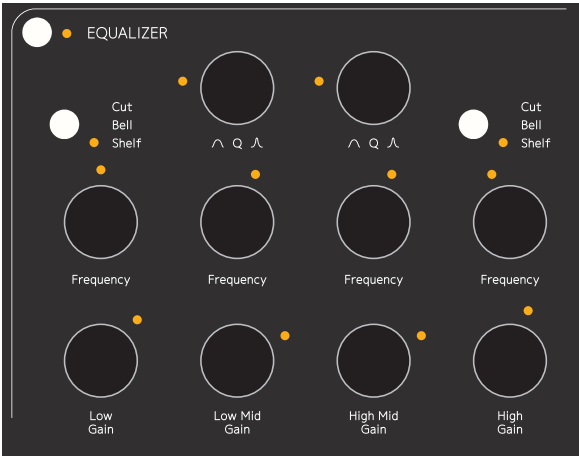 EQUALIZER
Cut
Bell
Shelf
Q
Q
Cut
Bell
Shelf
Frequency
Frequency
Frequency
Frequency
Low
Gain
Low Mid
Gain
High Mid
Gain
High
Gain